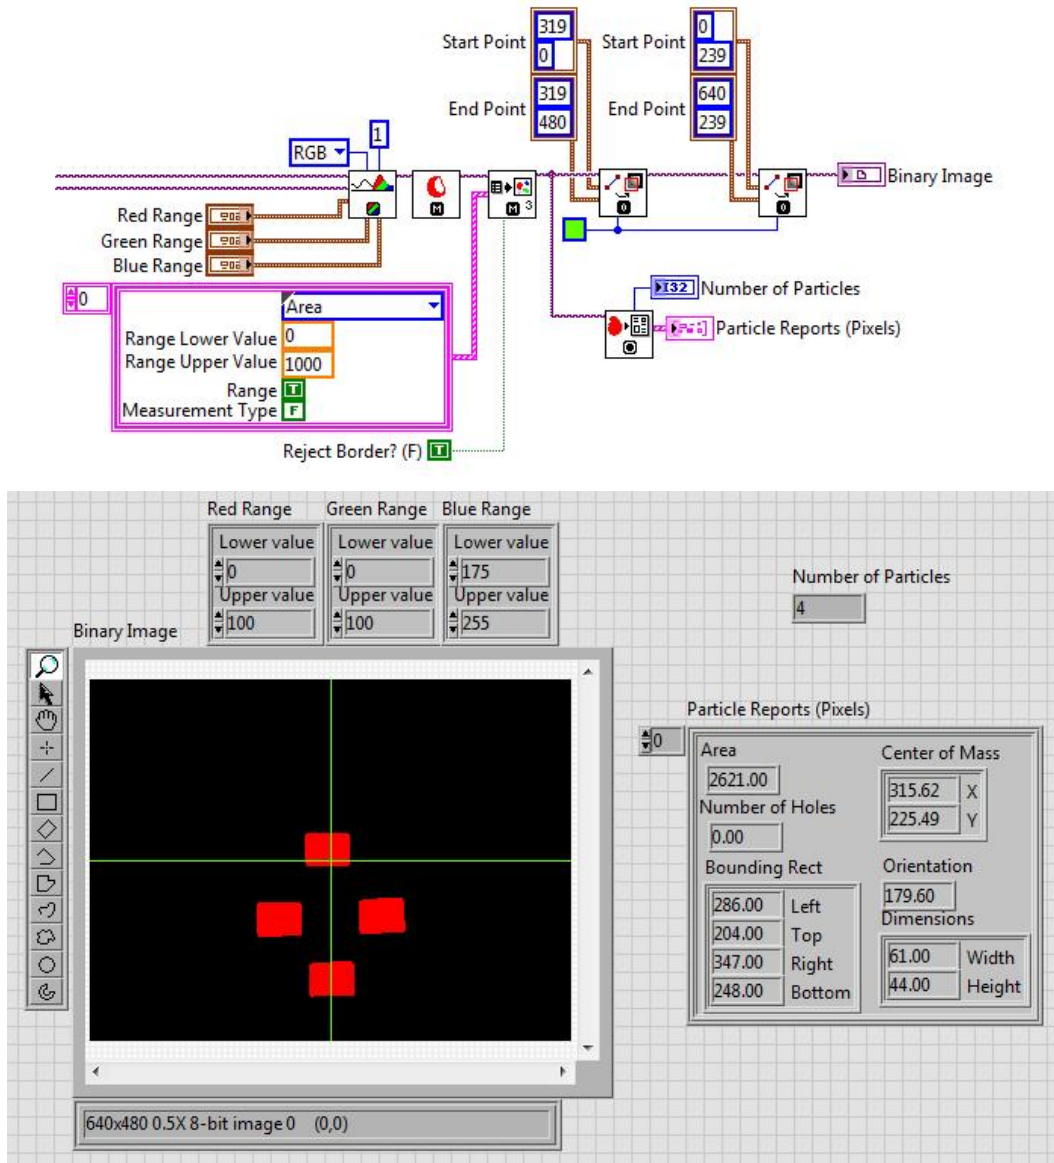 319 0
Start Point 0 Start Point 239
319 640
End Point 480 End Point 239
1
RGB
Binary Image
M M 3 0 0
Red Range
Green Range
Blue Range
I32 Number of Particles
0 Area
Particle Reports (Pixels)
Range Lower Value 0
Range Upper Value 1000
Range T
Measurement Type F
Reject Border? (F) T
Red Range Green Range Blue Range
Lower value Lower value Lower value
0 0 175
Upper value Upper value Upper value
100 100 255
Number of Particles
4
Binary Image
Particle Reports (Pixels)
0
Area Center of Mass
2621.00 315.62 X
Number of Holes 225.49 Y
0.00
Bounding Rect Orientation
286.00 Left 179.60
204.00 Top Dimensions
347.00 Right 61.00 Width
248.00 Bottom 44.00 Height
640x480 0.5X 8-bit image 0 (0,0)